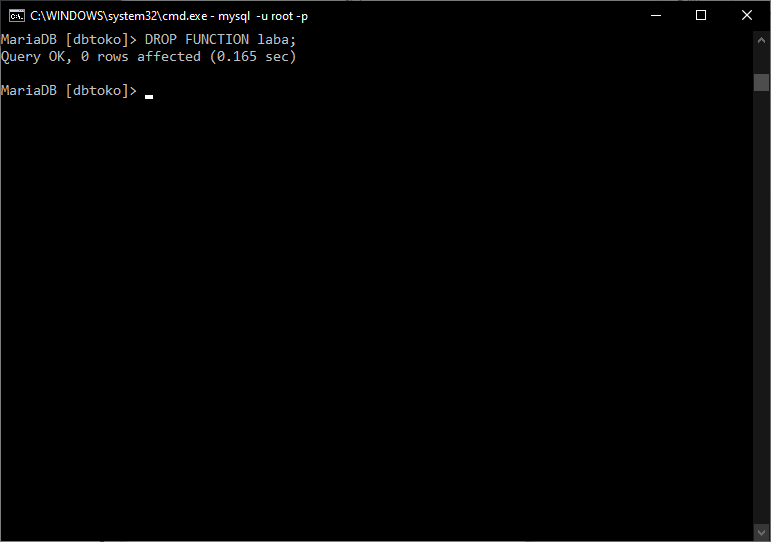 C:\WINDOWS\system32\cmd.exe - mysql -u root -p
MariaDB [dbtoko]> DROP FUNCTION laba;
Query OK, 0 rows affected (0.165 sec)
MariaDB [dbtoko]>